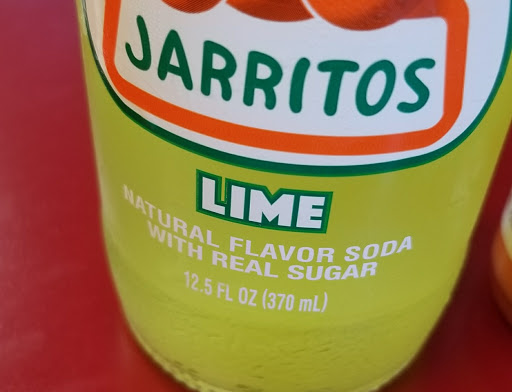 JARRITOS
LIME
NATURAL FLAVOR SODA
WITH REAL SUGAR
12.5 FL OZ (370 mL)